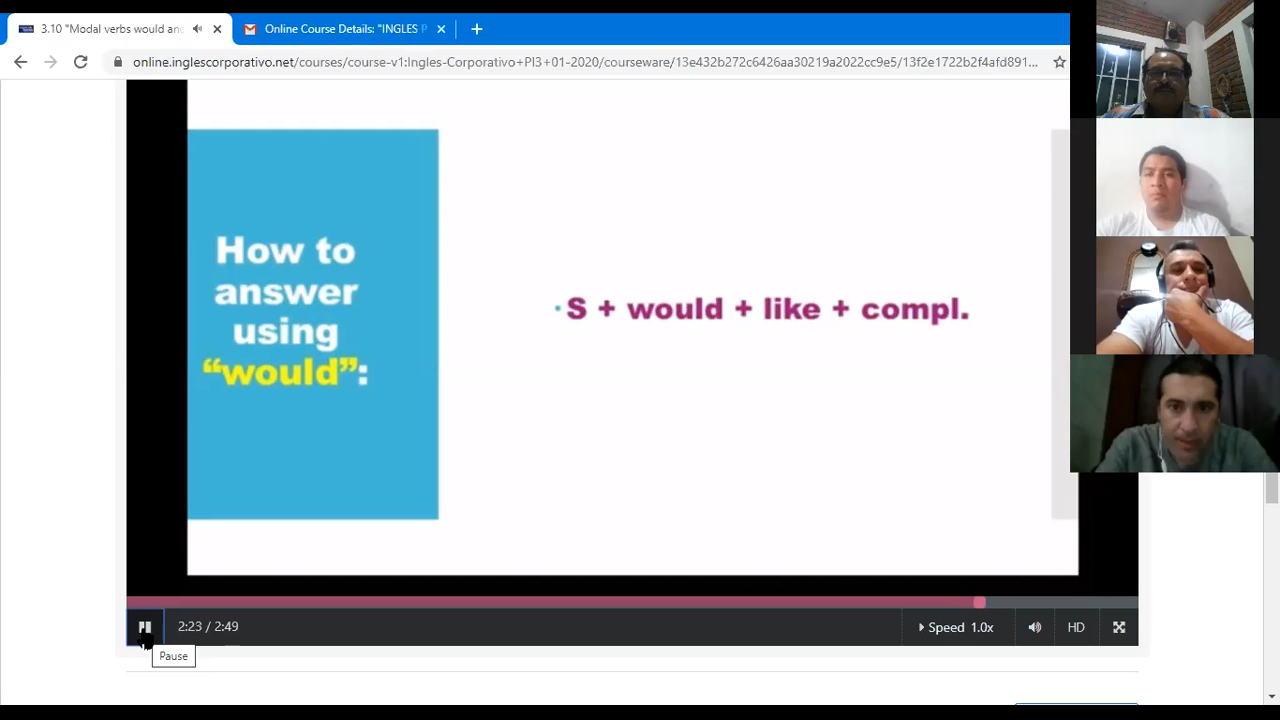 3.10 "Modal verbs would an
Online Course Details: "INGLES P
online.inglescorporativo.net/courses/course-v1:Ingles-Corporativo+PI3+01-2020/courseware/13e432b272c6426aa30219a2022cc9e5/13f2e1722b2f4afd891...
How to
answer
using
“would”:
· S + would + like + compl.
2:23 / 2:49
Speed 1.0x
HD
Pause